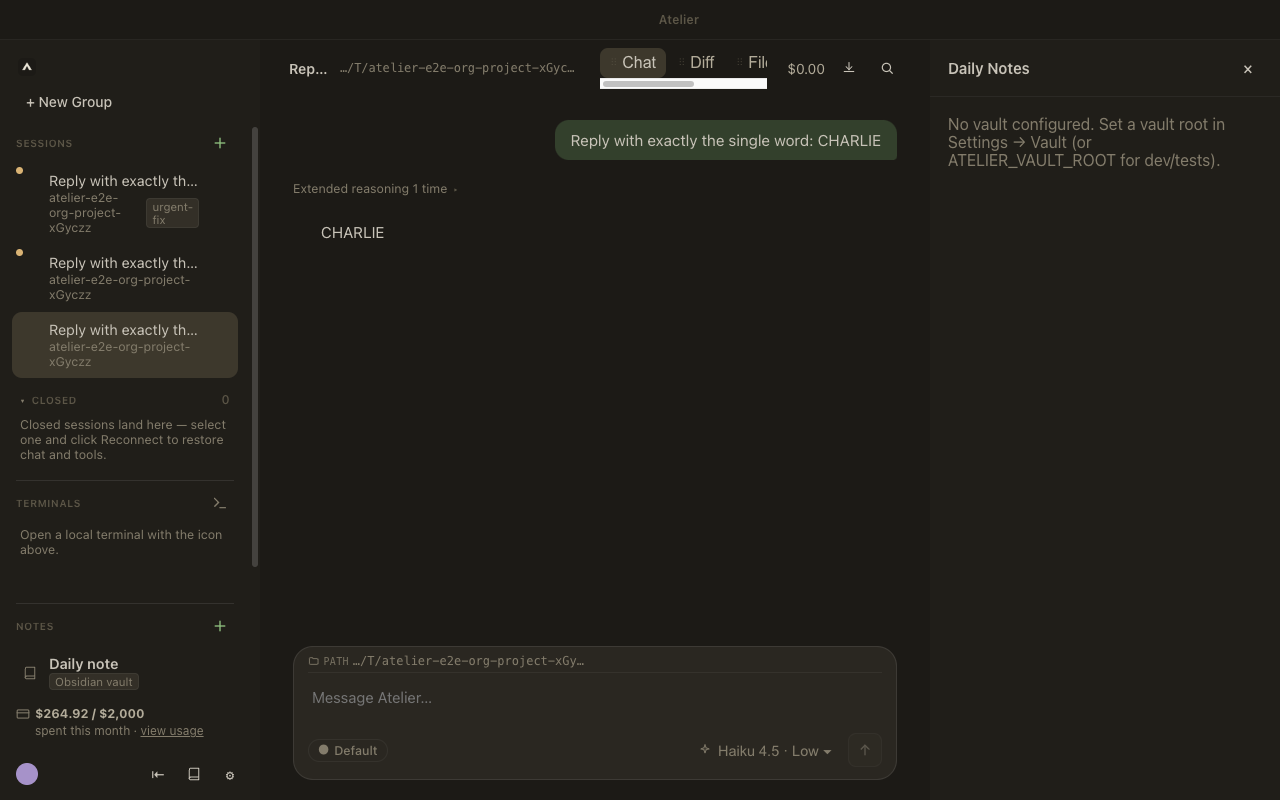 Atelier
+ New Group
SESSIONS
Reply with exactly th...
atelier-e2e-
org-project-
xGyczz
urgent-
fix
Reply with exactly th...
atelier-e2e-org-project-
xGyczz
Reply with exactly th...
atelier-e2e-org-project-
xGyczz
CLOSED
0
Closed sessions land here — select
one and click Reconnect to restore
chat and tools.
TERMINALS
Open a local terminal with the icon
above.
NOTES
Daily note
Obsidian vault
$264.92 / $2,000
spent this month · view usage
Rep...
…/T/atelier-e2e-org-project-xGyc…
Chat
Diff
File
$0.00
Reply with exactly the single word: CHARLIE
Extended reasoning 1 time
CHARLIE
PATH …/T/atelier-e2e-org-project-xGy…
Message Atelier...
Default
Haiku 4.5 · Low
Daily Notes
No vault configured. Set a vault root in
Settings → Vault (or
ATELIER_VAULT_ROOT for dev/tests).